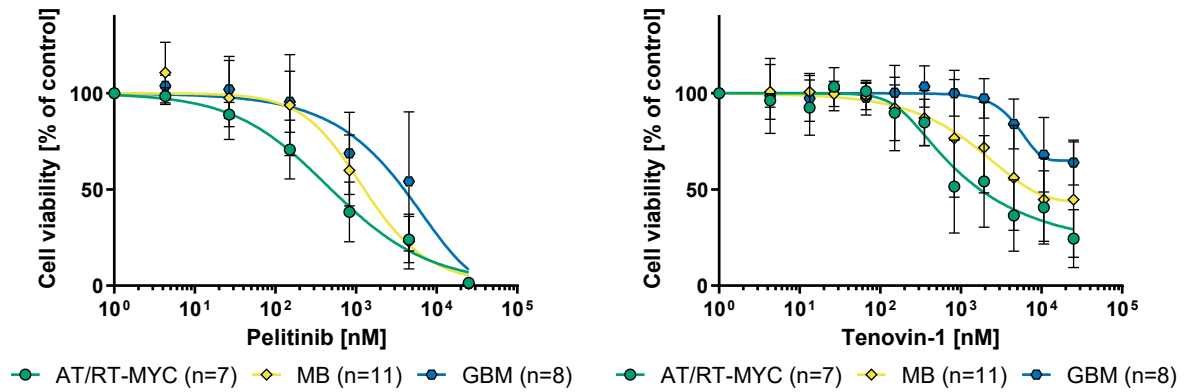 Cell viability [% of control]
100
50
0
10⁰ 10¹ 10² 10³ 10⁴ 10⁵
Pelitinib [nM]
AT/RT-MYC (n=7) MB (n=11) GBM (n=8)
Cell viability [% of control]
100
50
0
10⁰ 10¹ 10² 10³ 10⁴ 10⁵
Tenovin-1 [nM]
AT/RT-MYC (n=7) MB (n=11) GBM (n=8)